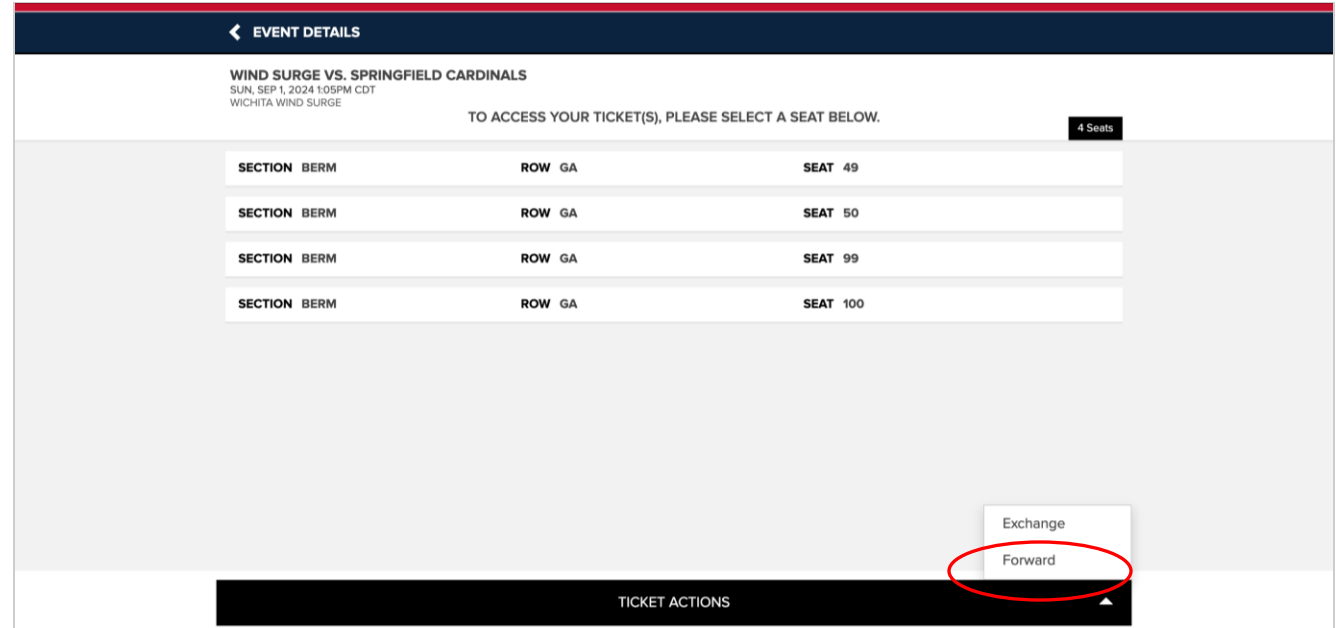 EVENT DETAILS
WIND SURGE VS. SPRINGFIELD CARDINALS
SUN, SEP 1, 2024 1:05PM CDT
WICHITA WIND SURGE
TO ACCESS YOUR TICKET(S), PLEASE SELECT A SEAT BELOW.
4 Seats
SECTION BERM ROW GA SEAT 49
SECTION BERM ROW GA SEAT 50
SECTION BERM ROW GA SEAT 99
SECTION BERM ROW GA SEAT 100
Exchange
Forward
TICKET ACTIONS